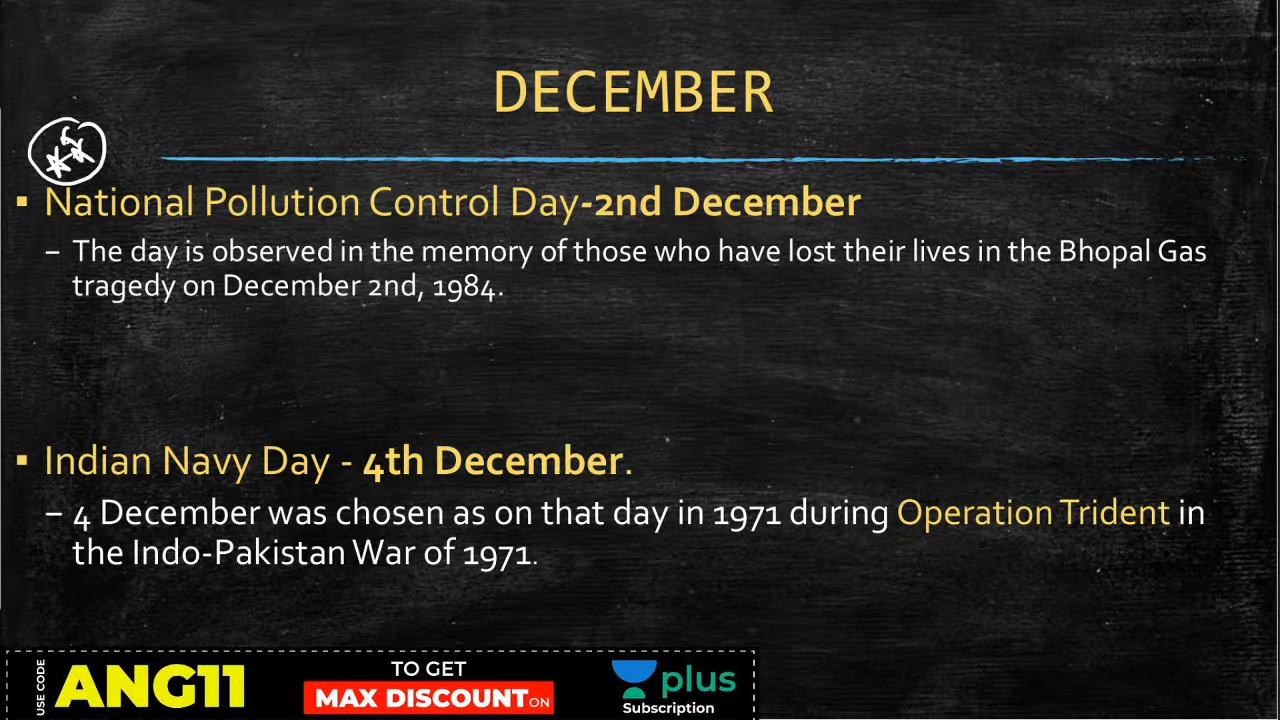 DECEMBER
▪ National Pollution Control Day-2nd December
– The day is observed in the memory of those who have lost their lives in the Bhopal Gas
tragedy on December 2nd, 1984.
▪ Indian Navy Day - 4th December.
– 4 December was chosen as on that day in 1971 during Operation Trident in
the Indo-Pakistan War of 1971.
USE CODE
ANG11
TO GET
MAX DISCOUNT ON
plus
Subscription